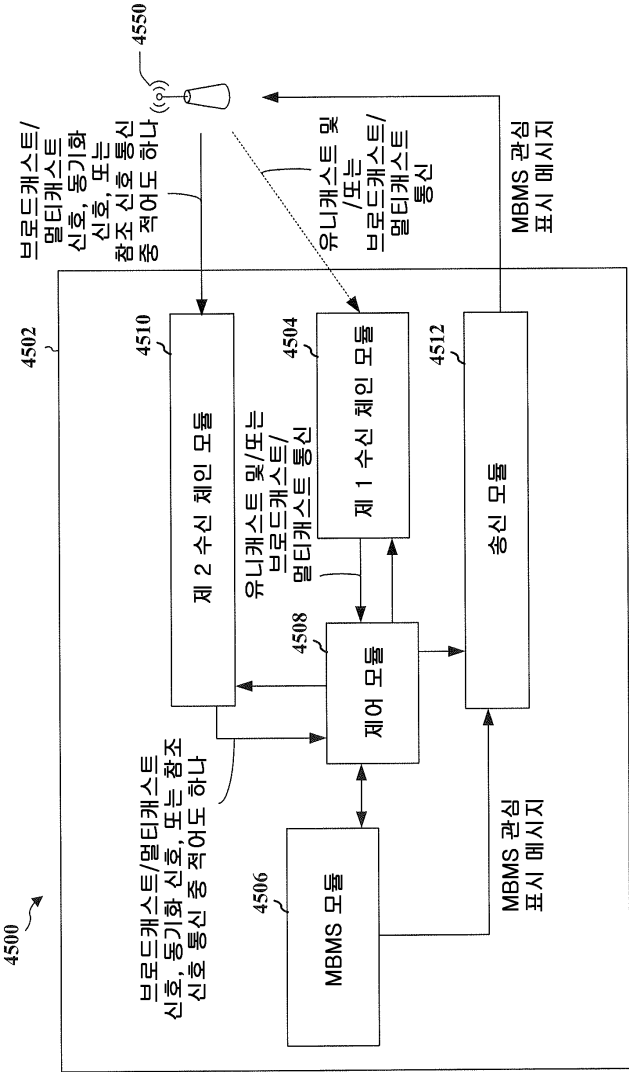 4500
4502
브로드캐스트/
멀티캐스트
신호, 동기화
신호, 또는
참조 신호 통신
중 적어도 하나
4550
4510
제 2 수신 체인 모듈
유니캐스트 및
/또는
브로드캐스트/
멀티캐스트
통신
브로드캐스트/멀티캐스트
신호, 동기화 신호, 또는 참조
신호 통신 중 적어도 하나
유니캐스트 및/또는
브로드캐스트/
멀티캐스트 통신
4504
제 1 수신 체인 모듈
4506
MBMS 모듈
4508
제어 모듈
4512
송신 모듈
MBMS 관심
표시 메시지
MBMS 관심
표시 메시지